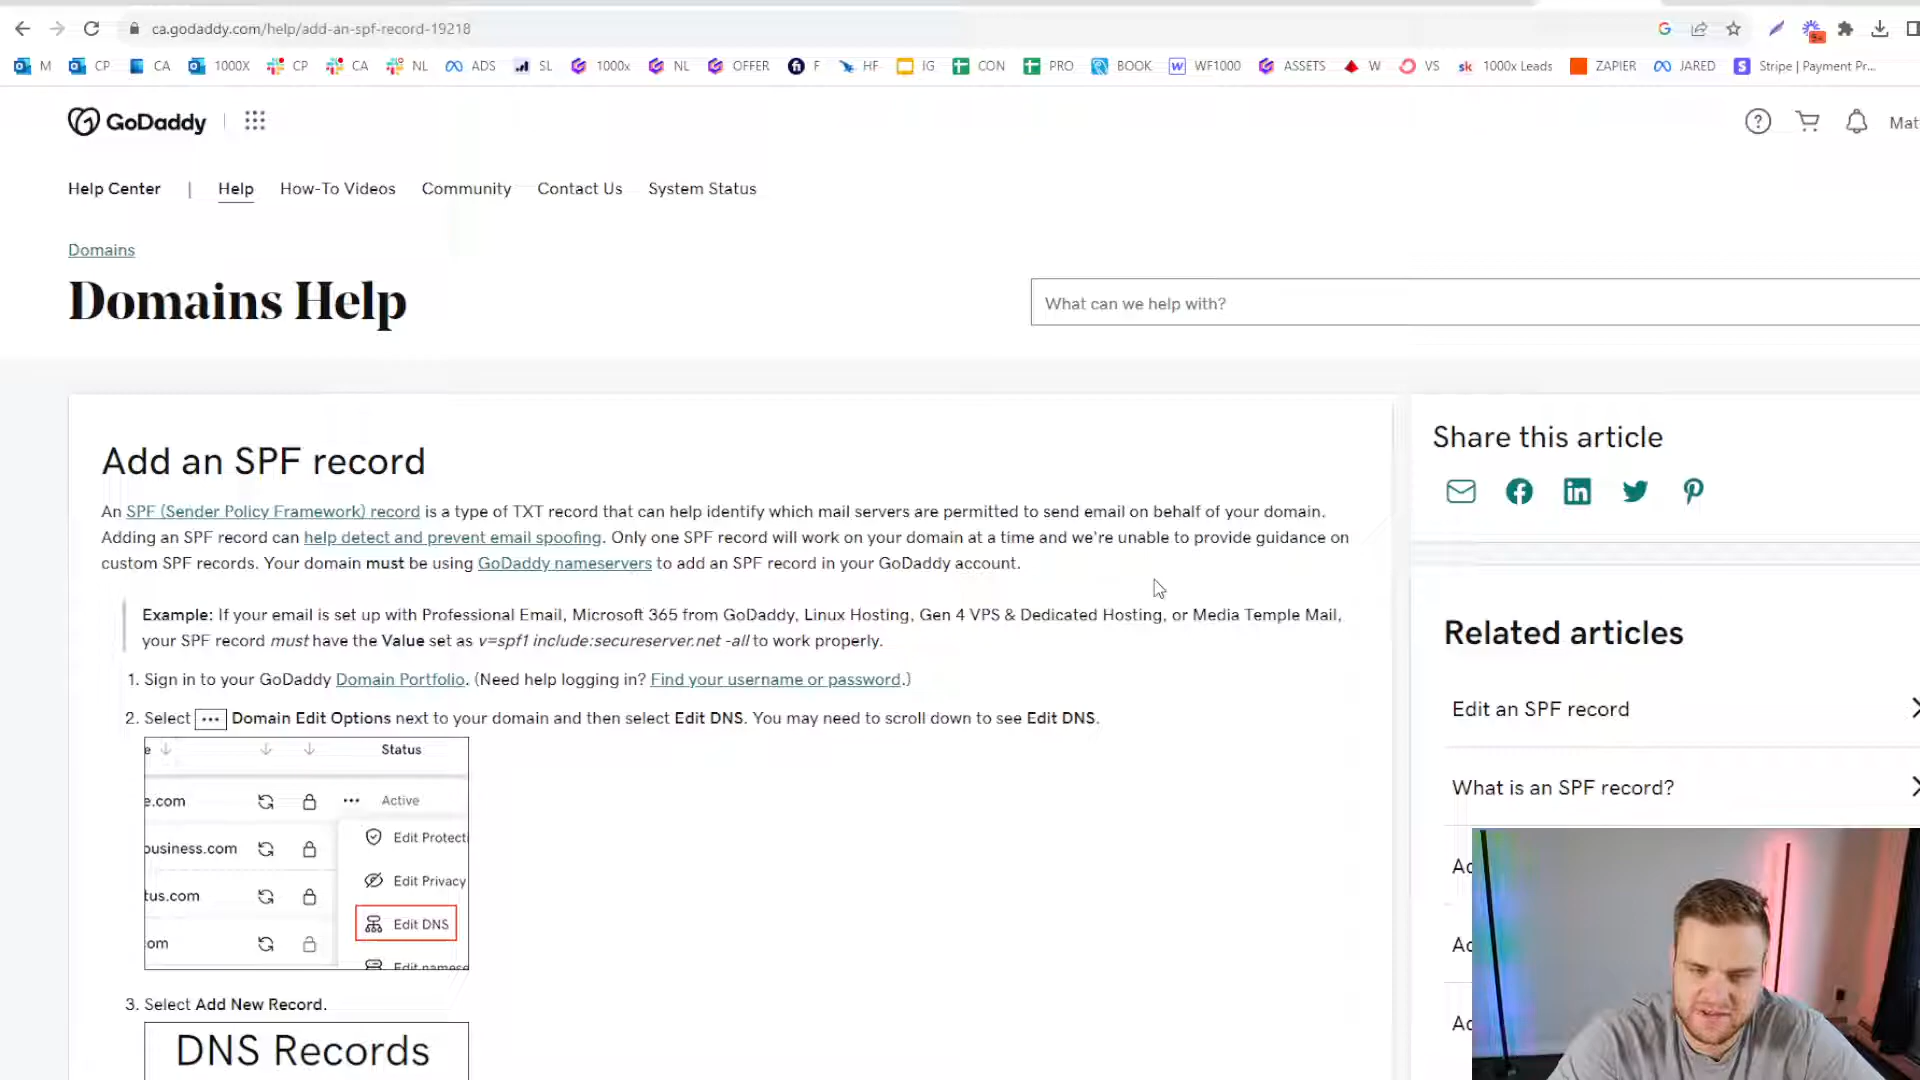 ca.godaddy.com/help/add-an-spf-record-19218
M CP CA 1000X CP CA NL ADS SL 1000x NL OFFER F HF IG CON PRO BOOK WF1000 ASSETS W VS 1000x Leads ZAPIER JARED Stripe | Payment Pr...
GoDaddy
Mat
Help Center | Help How-To Videos Community Contact Us System Status
Domains
Domains Help
What can we help with?
Add an SPF record
An SPF (Sender Policy Framework) record is a type of TXT record that can help identify which mail servers are permitted to send email on behalf of your domain.
Adding an SPF record can help detect and prevent email spoofing. Only one SPF record will work on your domain at a time and we're unable to provide guidance on
custom SPF records. Your domain must be using GoDaddy nameservers to add an SPF record in your GoDaddy account.
Example: If your email is set up with Professional Email, Microsoft 365 from GoDaddy, Linux Hosting, Gen 4 VPS & Dedicated Hosting, or Media Temple Mail,
your SPF record must have the Value set as v=spf1 include:secureserver.net -all to work properly.
1. Sign in to your GoDaddy Domain Portfolio. (Need help logging in? Find your username or password.)
2. Select ... Domain Edit Options next to your domain and then select Edit DNS. You may need to scroll down to see Edit DNS.
e Status
e.com ... Active
Edit Protecti
business.com
Edit Privacy
tus.com
Edit DNS
om
Edit namese
3. Select Add New Record.
DNS Records
Share this article
Related articles
Edit an SPF record
What is an SPF record?
Ad
Ad
Ad